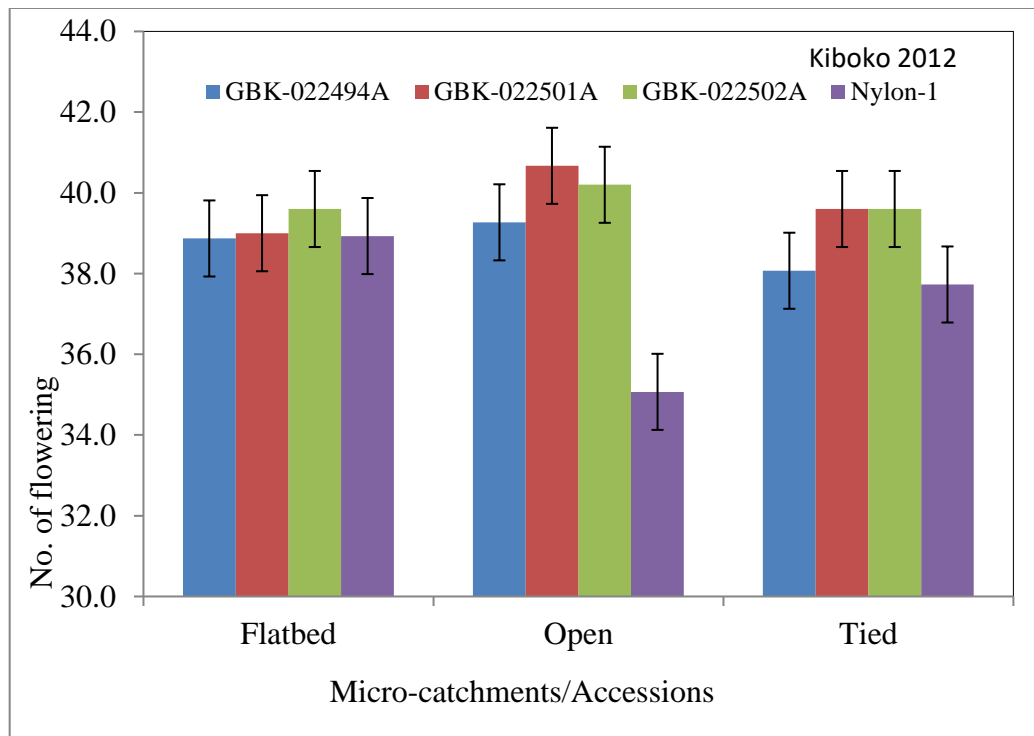 Kiboko 2012
GBK-022494A GBK-022501A GBK-022502A Nylon-1
No. of flowering
44.0
42.0
40.0
38.0
36.0
34.0
32.0
30.0
Flatbed Open Tied
Micro-catchments/Accessions